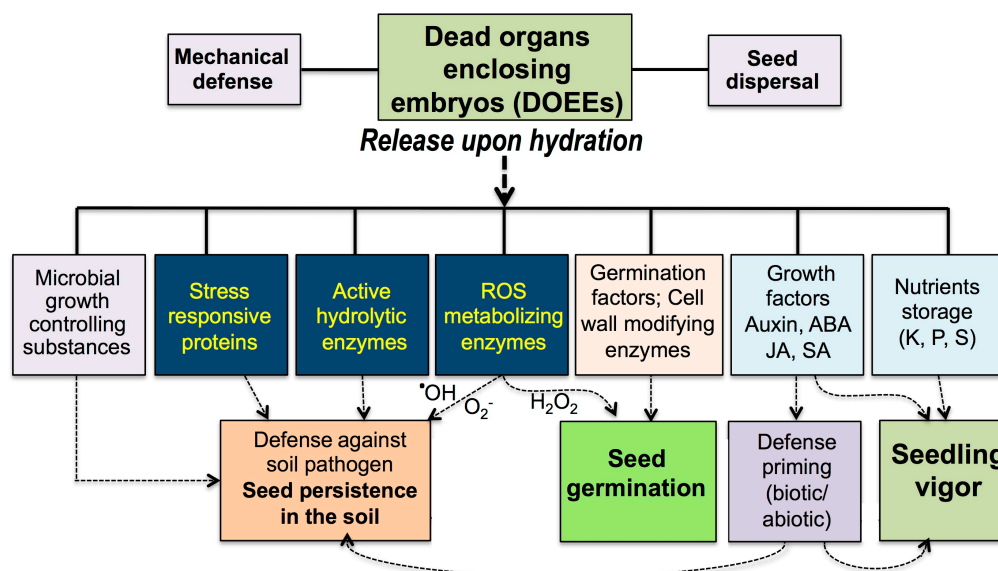 Mechanical
defense
Dead organs
enclosing
embryos (DOEEs)
Seed
dispersal
Release upon hydration
Microbial
growth
controlling
substances
Stress
responsive
proteins
Active
hydrolytic
enzymes
ROS
metabolizing
enzymes
Germination
factors; Cell
wall modifying
enzymes
Growth
factors
Auxin, ABA
JA, SA
Nutrients
storage
(K, P, S)
•OH
O₂⁻
H₂O₂
Defense against
soil pathogen
Seed persistence
in the soil
Seed
germination
Defense
priming
(biotic/
abiotic)
Seedling
vigor